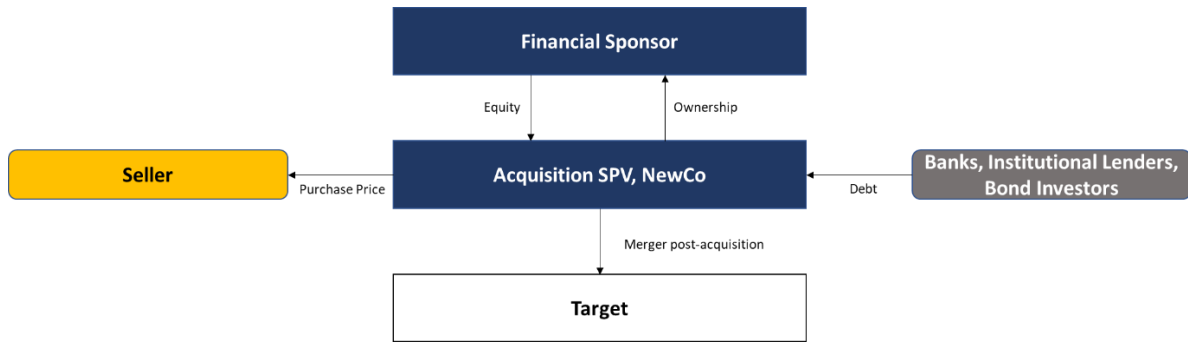 Financial Sponsor
Equity
Ownership
Seller
Purchase Price
Acquisition SPV, NewCo
Debt
Banks, Institutional Lenders,
Bond Investors
Merger post-acquisition
Target